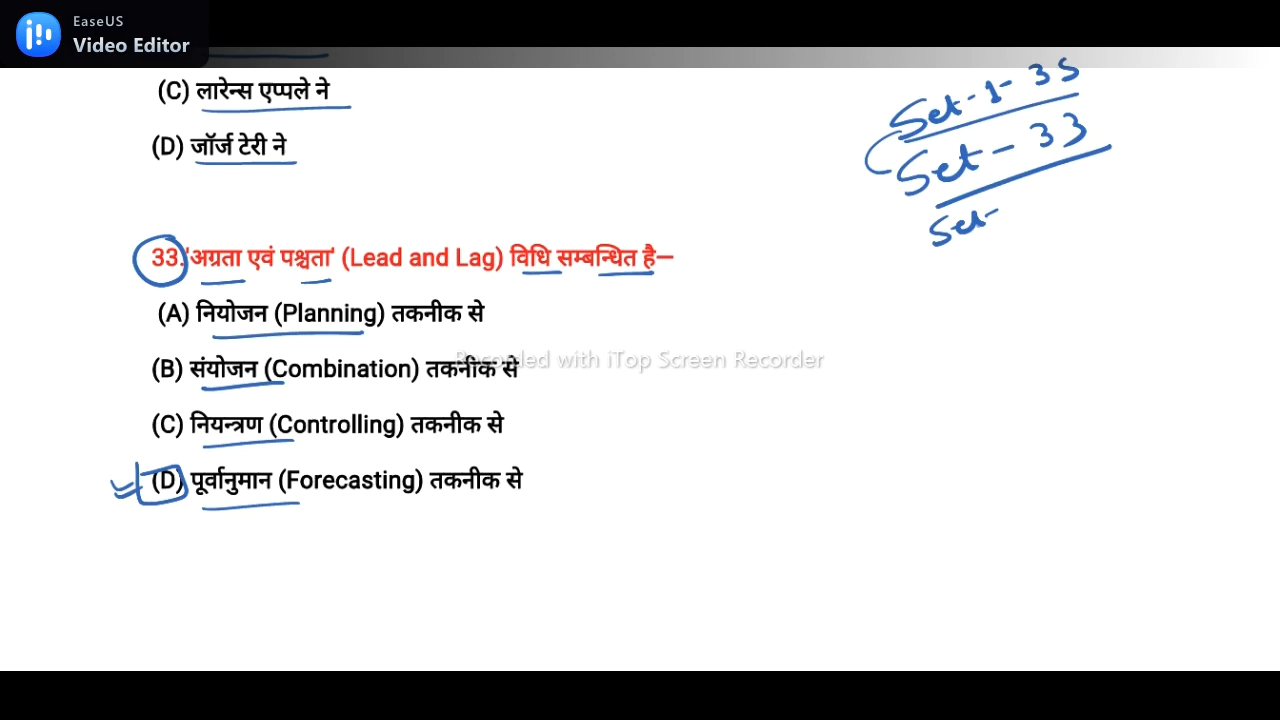 EaseUS
Video Editor
(C) लारेन्स एप्पले ने
(D) जॉर्ज टेरी ने
Set-1-35
Set-33
Set-
33.'अग्रता एवं पश्चता' (Lead and Lag) विधि सम्बन्धित है—
(A) नियोजन (Planning) तकनीक से
(B) संयोजन (Combination) तकनीक से
Recorded with iTop Screen Recorder
(C) नियन्त्रण (Controlling) तकनीक से
(D) पूर्वानुमान (Forecasting) तकनीक से